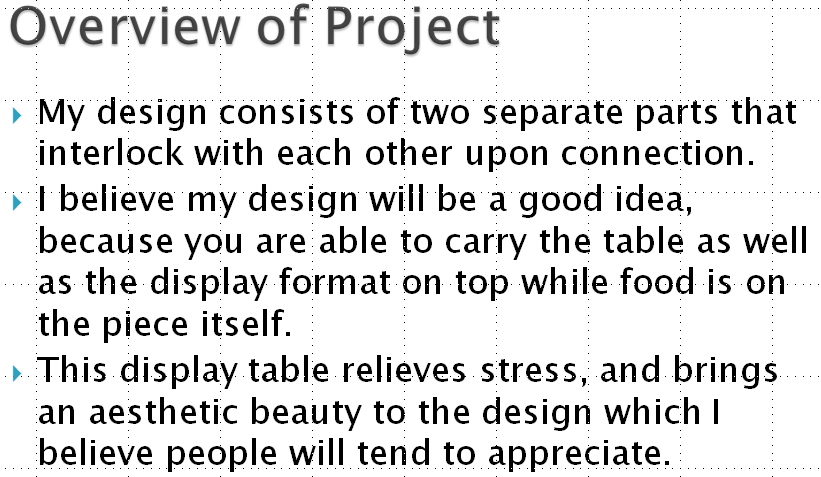 Overview of Project
My design consists of two separate parts that
interlock with each other upon connection.
I believe my design will be a good idea,
because you are able to carry the table as well
as the display format on top while food is on
the piece itself.
This display table relieves stress, and brings
an aesthetic beauty to the design which I
believe people will tend to appreciate.